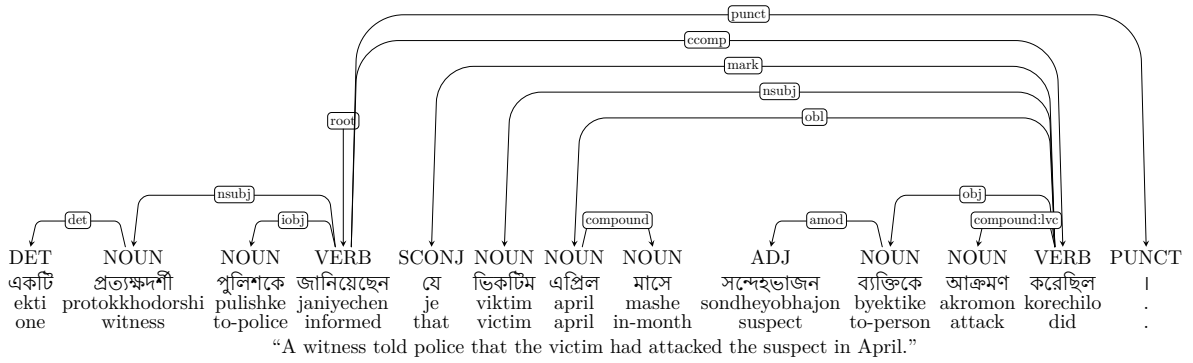 punct
ccomp
mark
nsubj
root obl
nsubj obj
det iobj compound amod compound:lvc
DET NOUN NOUN VERB SCONJ NOUN NOUN NOUN ADJ NOUN NOUN VERB PUNCT
একটি প্রত্যক্ষদর্শী পুলিশকে জানিয়েছেন যে ভিকটিম এপ্রিল মাসে সন্দেহভাজন ব্যক্তিকে আক্রমণ করেছিল ।
ekti protokkhodorshi pulishke janiyechen je viktim april mashe sondheyobhajon byektike akromon korechilo .
one witness to-police informed that victim april in-month suspect to-person attack did .
“A witness told police that the victim had attacked the suspect in April.”